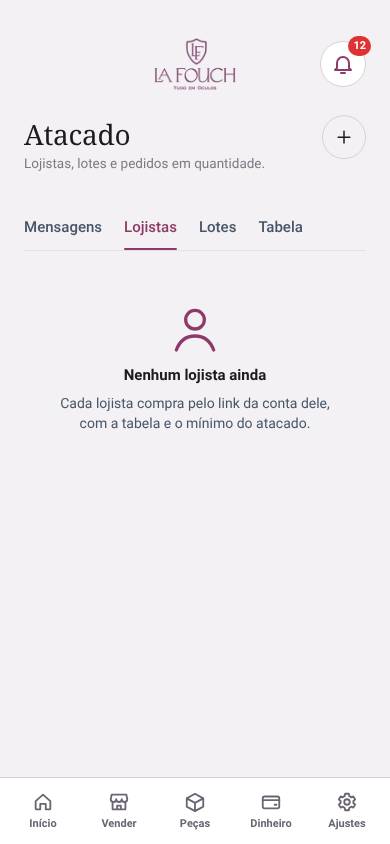 12
LF
LA FOUCH
Tudo em Óculos
Atacado
Lojistas, lotes e pedidos em quantidade.
Mensagens Lojistas Lotes Tabela
Nenhum lojista ainda
Cada lojista compra pelo link da conta dele,
com a tabela e o mínimo do atacado.
Início Vender Peças Dinheiro Ajustes